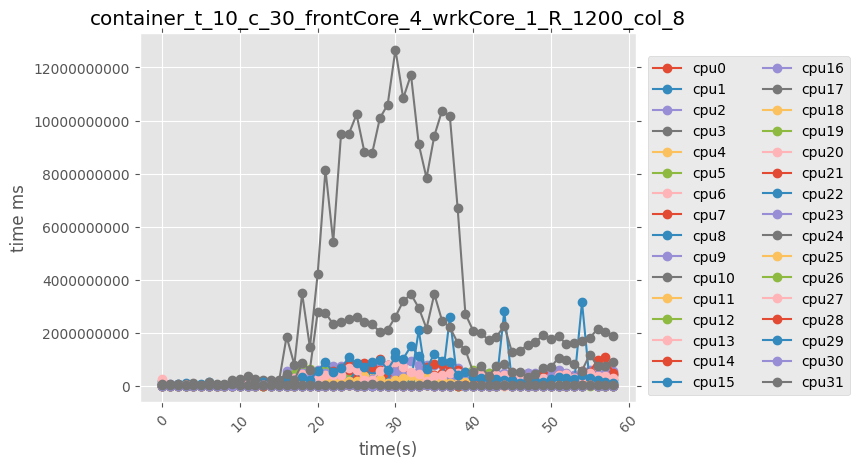 container_t_10_c_30_frontCore_4_wrkCore_1_R_1200_col_8
12000000000
10000000000
8000000000
6000000000
4000000000
2000000000
0
time ms
0
10
20
30
40
50
60
time(s)
cpu0
cpu1
cpu2
cpu3
cpu4
cpu5
cpu6
cpu7
cpu8
cpu9
cpu10
cpu11
cpu12
cpu13
cpu14
cpu15
cpu16
cpu17
cpu18
cpu19
cpu20
cpu21
cpu22
cpu23
cpu24
cpu25
cpu26
cpu27
cpu28
cpu29
cpu30
cpu31